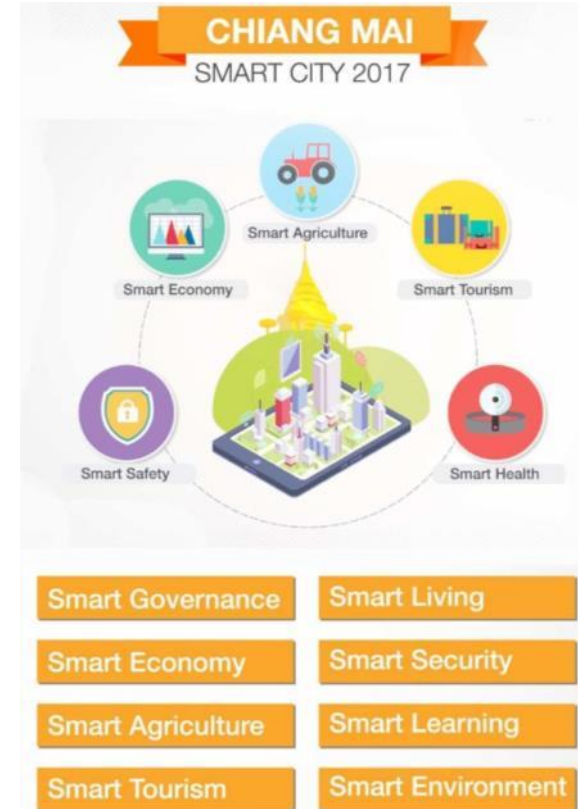 CHIANG MAI
SMART CITY 2017
Smart Agriculture
Smart Economy
Smart Tourism
Smart Safety
Smart Health
Smart Governance
Smart Living
Smart Economy
Smart Security
Smart Agriculture
Smart Learning
Smart Tourism
Smart Environment